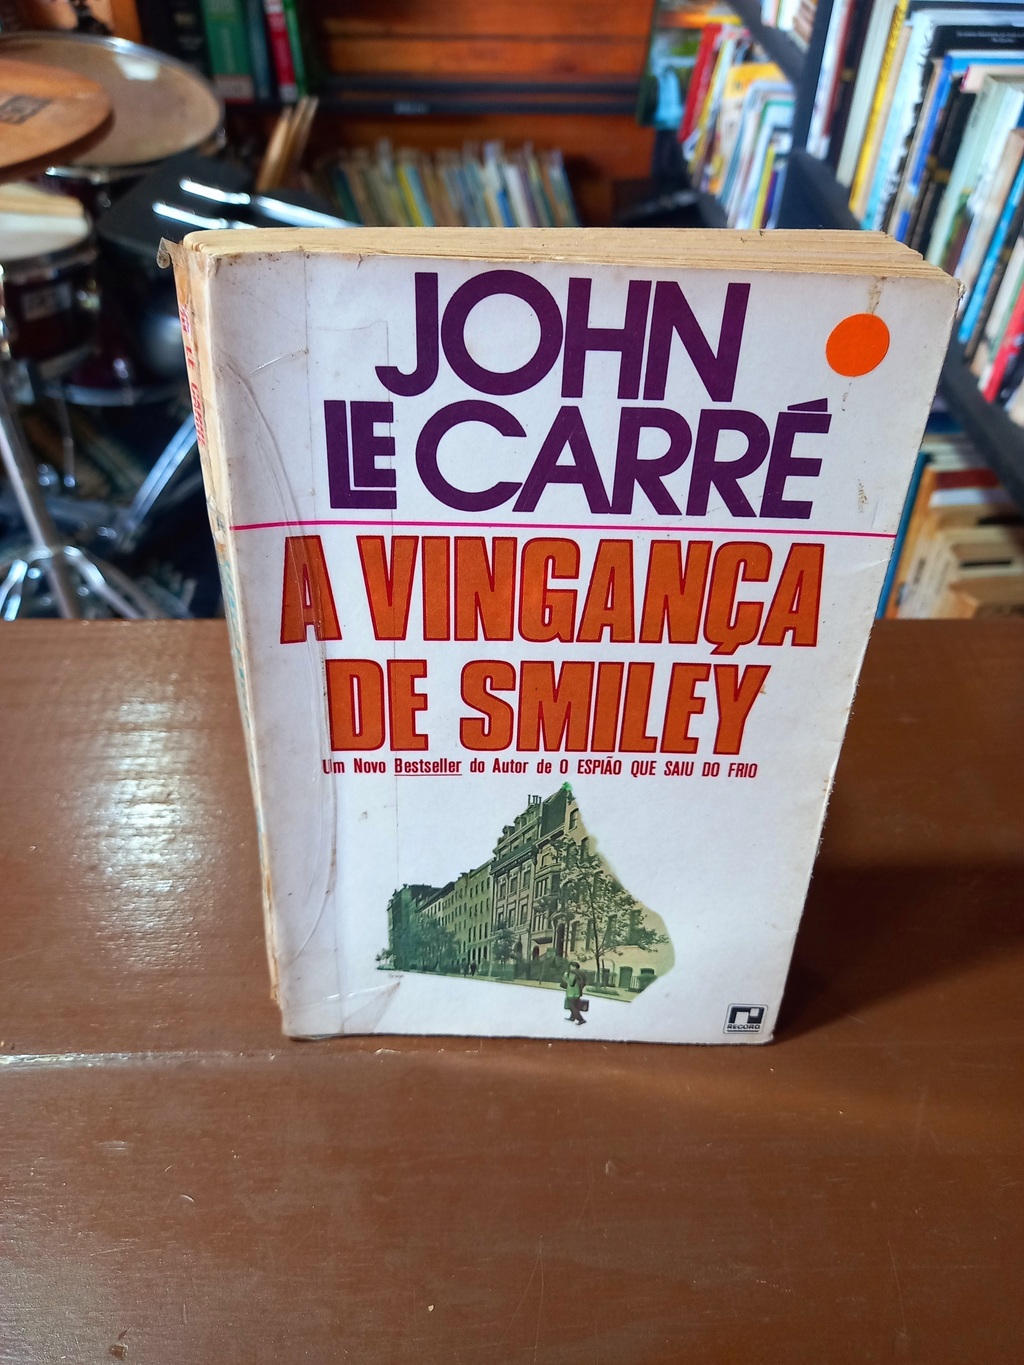 JOHN
LE CARRÉ
A VINGANÇA
DE SMILEY
Um Novo Bestseller do Autor de O ESPIÃO QUE SAIU DO FRIO
RECORD